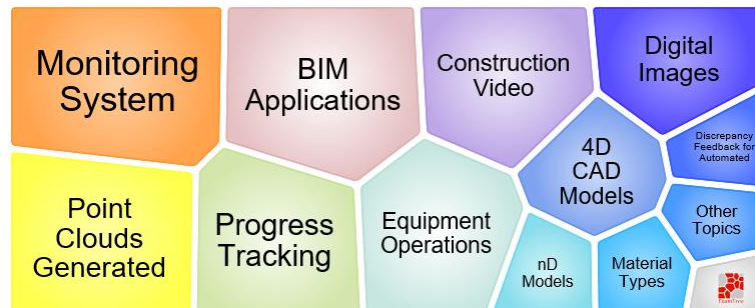 Monitoring
System
BIM
Applications
Construction
Video
Digital
Images
4D
CAD
Models
Discrepancy
Feedback for
Automated
Point
Clouds
Generated
Progress
Tracking
Equipment
Operations
nD
Models
Material
Types
Other
Topics